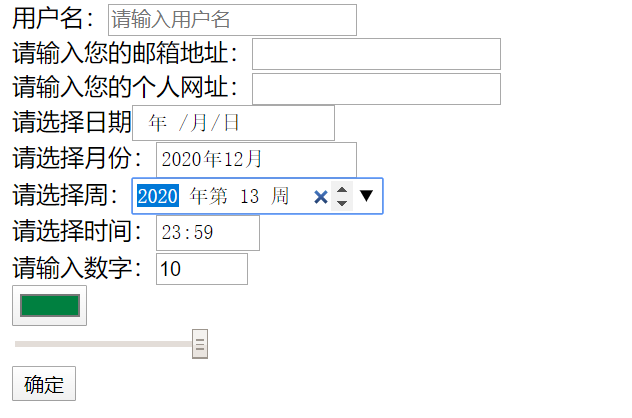 用户名：请输入用户名
请输入您的邮箱地址：
请输入您的个人网址：
请选择日期 年 /月/日
请选择月份：2020年12月
请选择周：2020 年第 13 周
请选择时间：23:59
请输入数字：10
确定